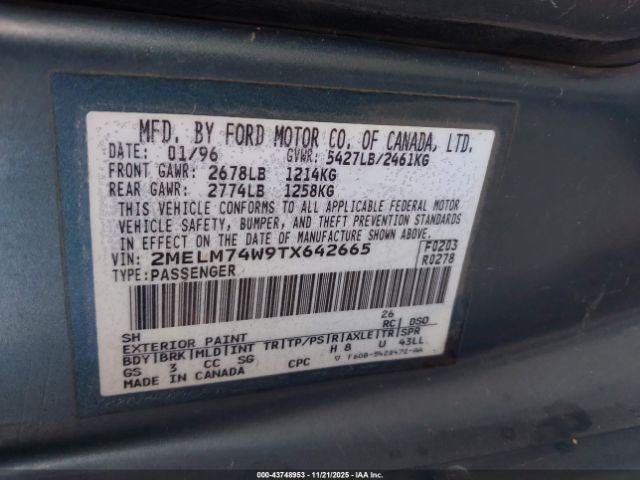 MFD. BY FORD MOTOR CO. OF CANADA, LTD.
DATE: 01/96 GVWR: 5427LB/2461KG
FRONT GAWR: 2678LB 1214KG
REAR GAWR: 2774LB 1258KG
THIS VEHICLE CONFORMS TO ALL APPLICABLE FEDERAL MOTOR
VEHICLE SAFETY, BUMPER, AND THEFT PREVENTION STANDARDS
IN EFFECT ON THE DATE OF MANUFACTURE SHOWN ABOVE.
VIN: 2MELM74W9TX642665 F0203
TYPE: PASSENGER R0278
SH 26
EXTERIOR PAINT RC| DSO
BDY|BRK|MLD|INT TR|TP/PS|R|AXLE|TR|SPR
GS 3 CC SG CPC H 8 U 43LL
MADE IN CANADA
000-43748953 - 11/21/2025 - IAAI.CA